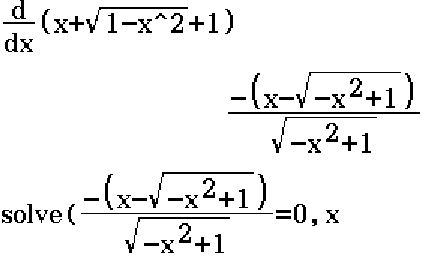 d/dx(x+√(1-x^2)+1)
-(x-√(-x²+1))/√(-x²+1)
solve(-(x-√(-x²+1))/√(-x²+1)=0,x